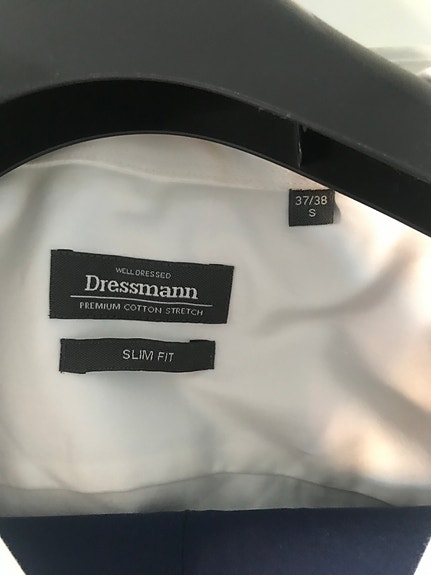 37/38
S
WELL DRESSED
Dressmann
PREMIUM COTTON STRETCH
SLIM FIT